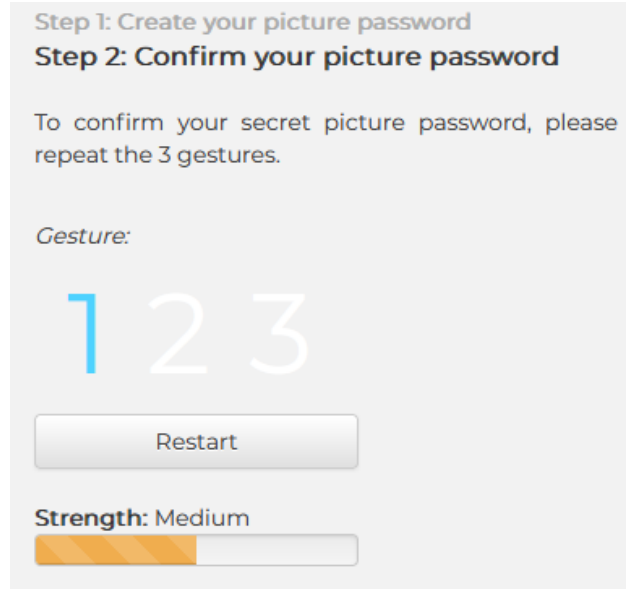 Step 1: Create your picture password
Step 2: Confirm your picture password
To confirm your secret picture password, please
repeat the 3 gestures.
Gesture:
1 2 3
Restart
Strength: Medium